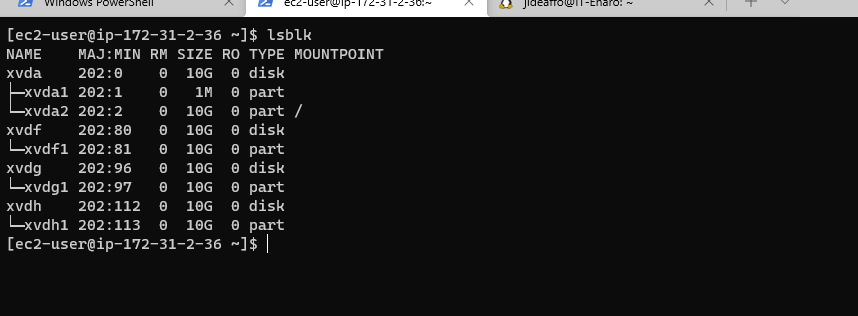 Windows PowerShell
ec2-user@ip-172-31-2-36:~
jideaffo@IT-Enaro: ~
[ec2-user@ip-172-31-2-36 ~]$ lsblk
NAME    MAJ:MIN RM SIZE RO TYPE MOUNTPOINT
xvda    202:0    0  10G  0 disk
├─xvda1 202:1    0   1M  0 part
└─xvda2 202:2    0  10G  0 part /
xvdf    202:80   0  10G  0 disk
└─xvdf1 202:81   0  10G  0 part
xvdg    202:96   0  10G  0 disk
└─xvdg1 202:97   0  10G  0 part
xvdh    202:112  0  10G  0 disk
└─xvdh1 202:113  0  10G  0 part
[ec2-user@ip-172-31-2-36 ~]$